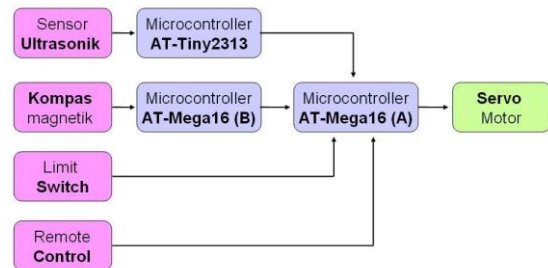 Sensor
Ultrasonik
Microcontroller
AT-Tiny2313
Kompas
magnetik
Microcontroller
AT-Mega16 (B)
Microcontroller
AT-Mega16 (A)
Servo
Motor
Limit
Switch
Remote
Control